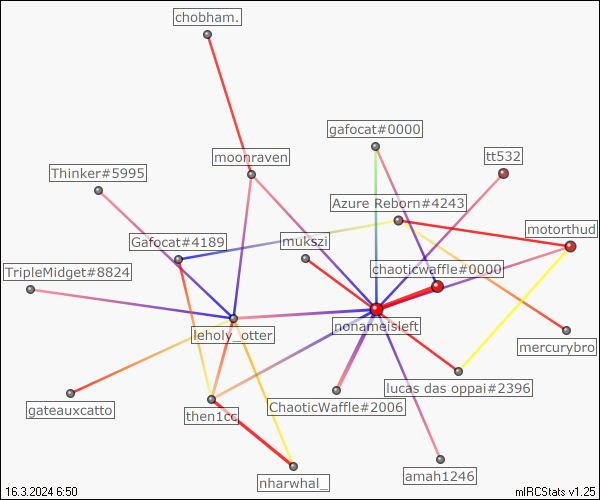 chobham.
gafocat#0000
moonraven
tt532
Thinker#5995
Azure Reborn#4243
motorthud
Gafocat#4189
mukszi
TripleMidget#8824
chaoticwaffle#0000
nonameisleft
leholy_otter
mercurybro
lucas das oppai#2396
ChaoticWaffle#2006
gateauxcatto
then1cc
nharwhal_
amah1246
16.3.2024 6:50
mIRCStats v1.25